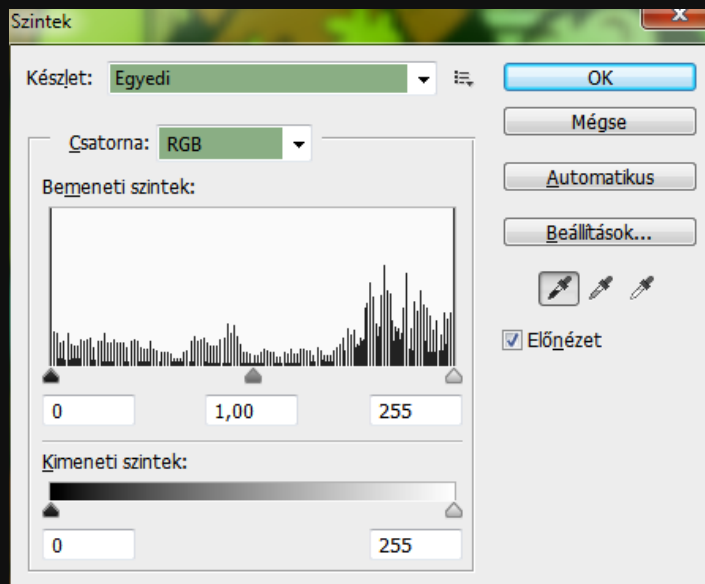 Szintek
x
Készlet: Egyedi
OK
Csatorna: RGB
Mégse
Bemeneti szintek:
Automatikus
Beállítások...
Előnézet
0 1,00 255
Kimeneti szintek:
0 255